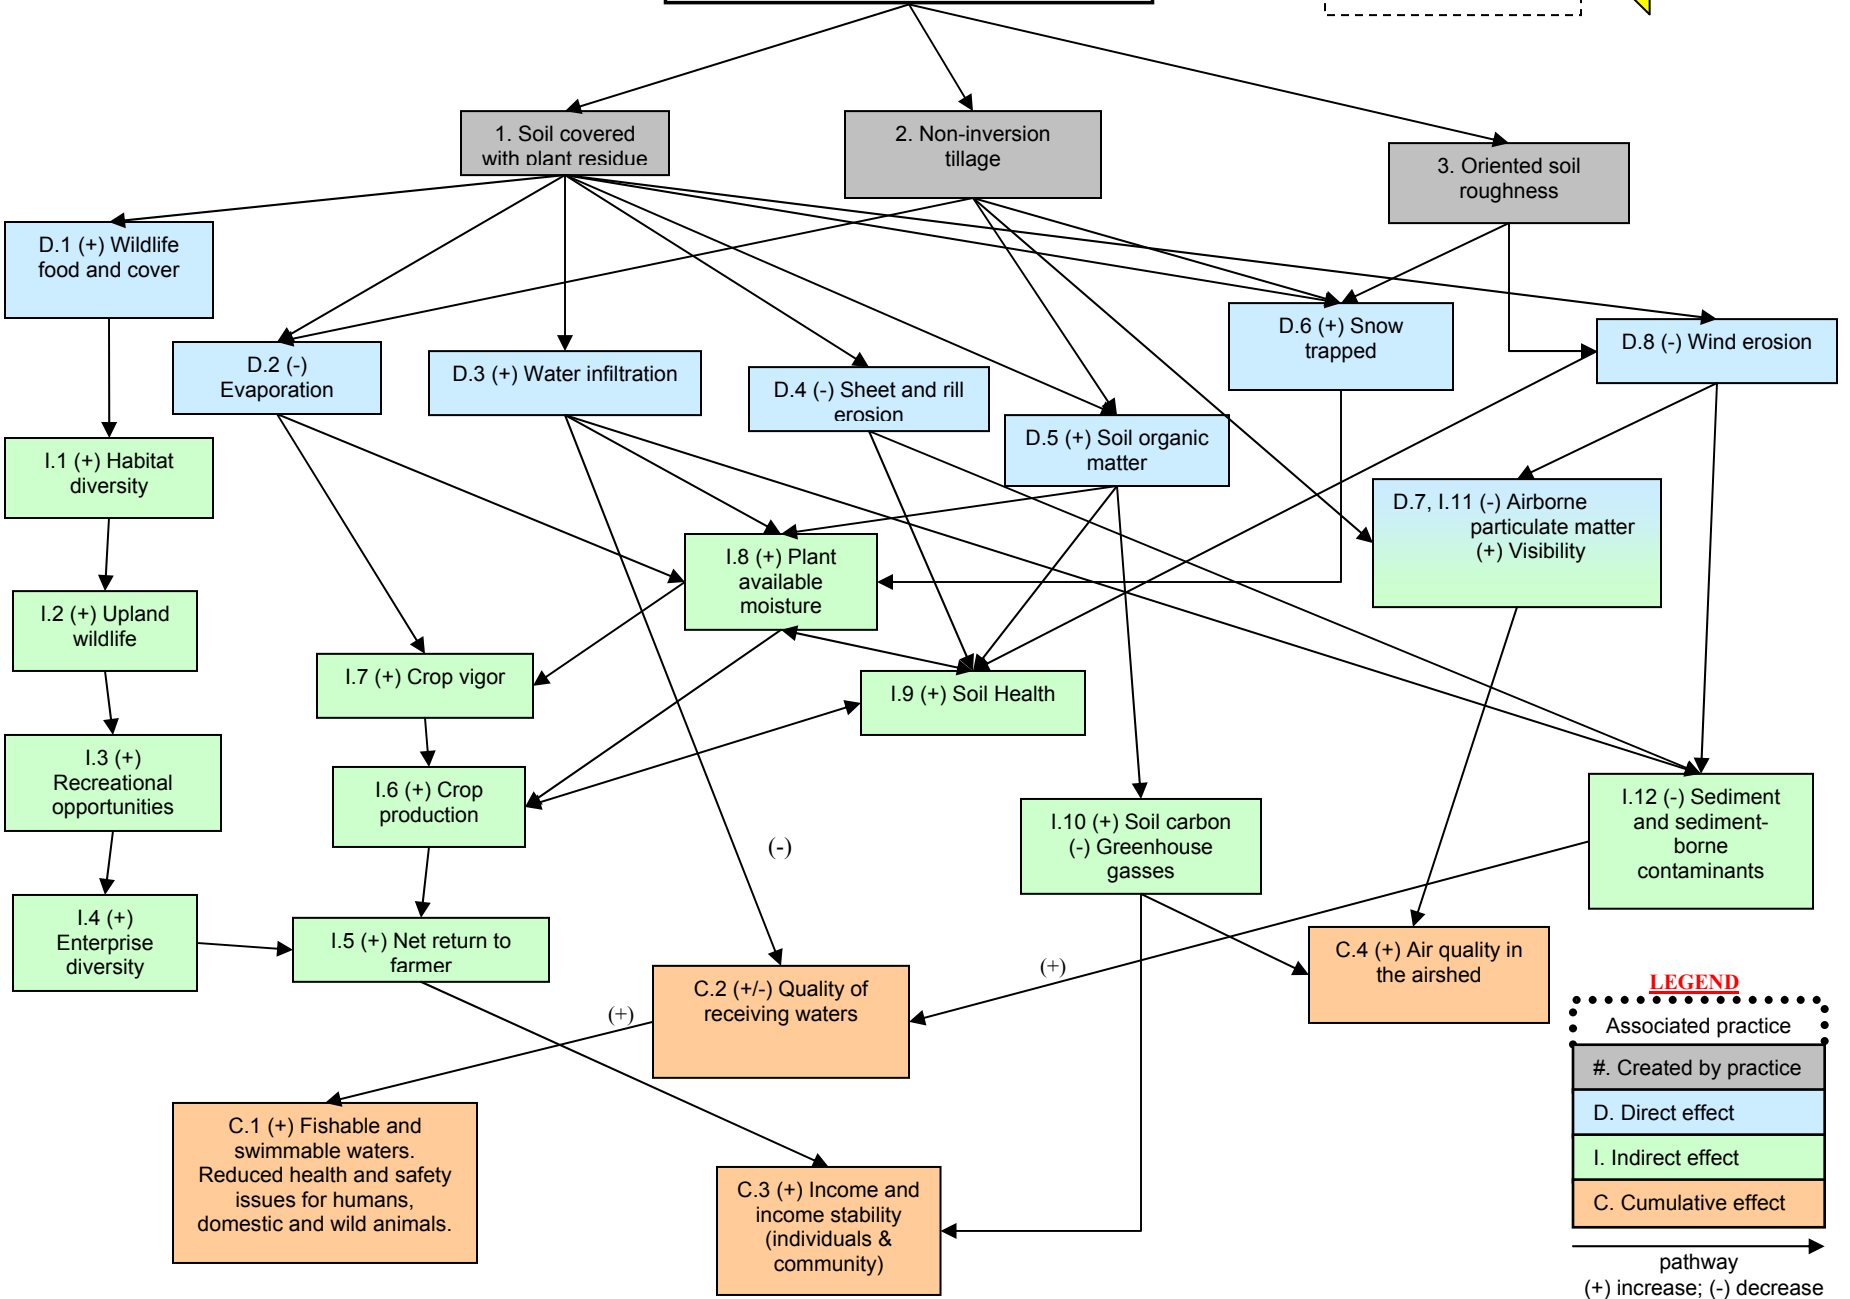 1. Soil covered
with plant residue
2. Non-inversion
tillage
3. Oriented soil
roughness
D.1 (+) Wildlife
food and cover
D.2 (-)
Evaporation
D.3 (+) Water infiltration
D.4 (-) Sheet and rill
erosion
D.5 (+) Soil organic
matter
D.6 (+) Snow
trapped
D.8 (-) Wind erosion
I.1 (+) Habitat
diversity
D.7, I.11 (-) Airborne
particulate matter
(+) Visibility
I.8 (+) Plant
available
moisture
I.2 (+) Upland
wildlife
I.7 (+) Crop vigor
I.9 (+) Soil Health
I.3 (+)
Recreational
opportunities
I.6 (+) Crop
production
(-)
I.10 (+) Soil carbon
(-) Greenhouse
gasses
I.12 (-) Sediment
and sediment-
borne
contaminants
I.4 (+)
Enterprise
diversity
I.5 (+) Net return to
farmer
(+)
C.4 (+) Air quality in
the airshed
C.2 (+/-) Quality of
receiving waters
(+)
C.1 (+) Fishable and
swimmable waters.
Reduced health and safety
issues for humans,
domestic and wild animals.
C.3 (+) Income and
income stability
(individuals &
community)
LEGEND
Associated practice
#. Created by practice
D. Direct effect
I. Indirect effect
C. Cumulative effect
pathway
(+) increase; (-) decrease